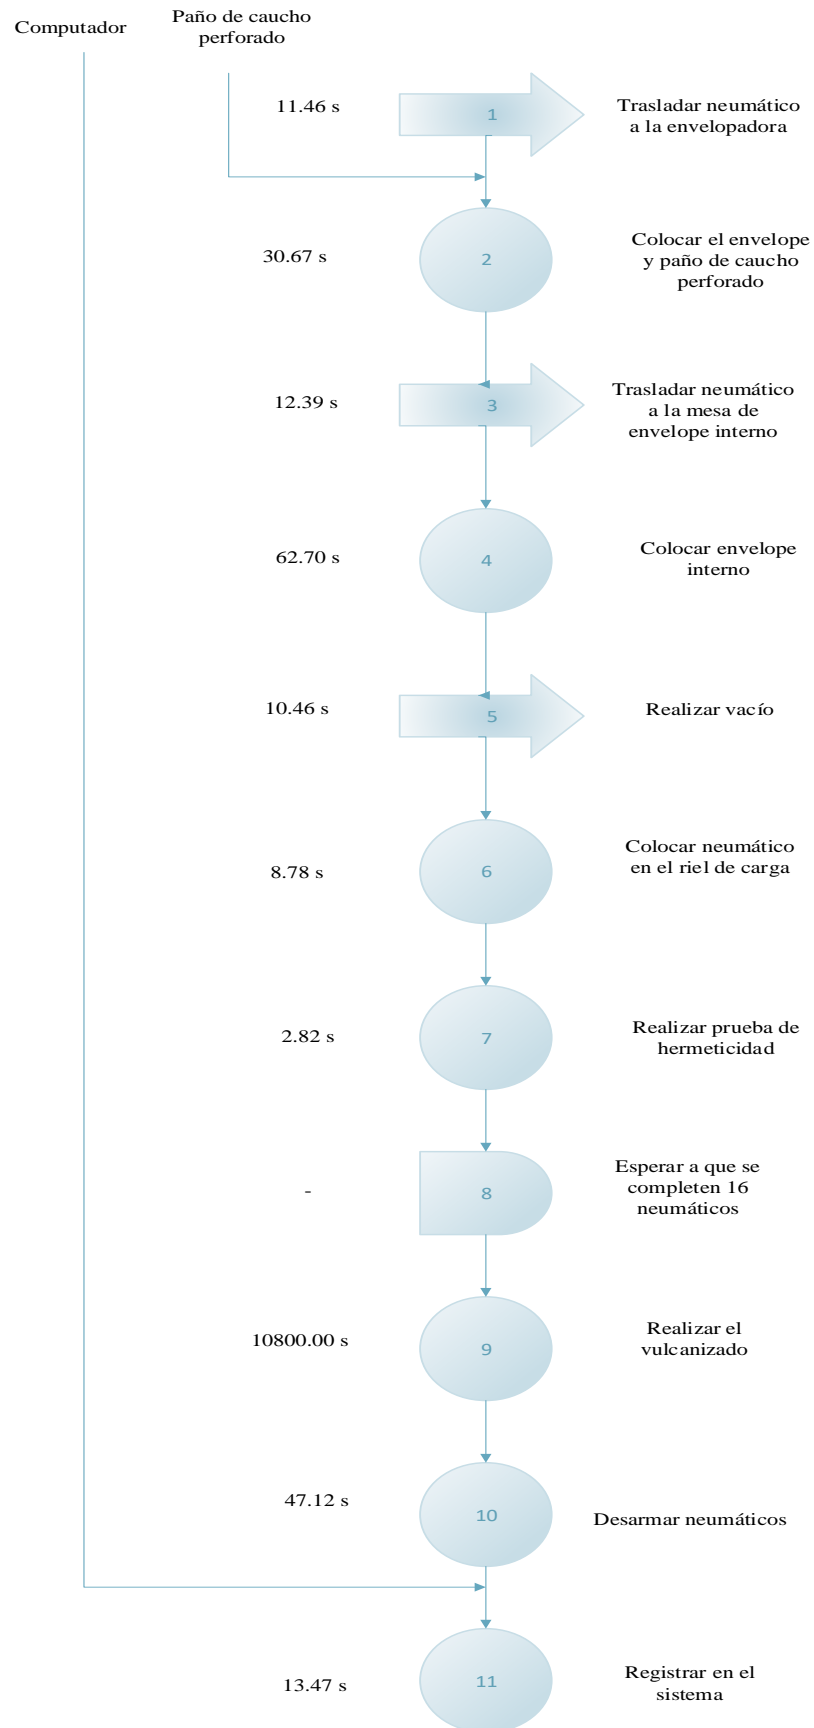 Computador
Paño de caucho
perforado
11.46 s
1
Trasladar neumático
a la envelopadora
30.67 s
2
Colocar el envelope
y paño de caucho
perforado
12.39 s
3
Trasladar neumático
a la mesa de
envelope interno
62.70 s
4
Colocar envelope
interno
10.46 s
5
Realizar vacío
8.78 s
6
Colocar neumático
en el riel de carga
2.82 s
7
Realizar prueba de
hermeticidad
-
8
Esperar a que se
completen 16
neumáticos
10800.00 s
9
Realizar el
vulcanizado
47.12 s
10
Desarmar neumáticos
13.47 s
11
Registrar en el
sistema